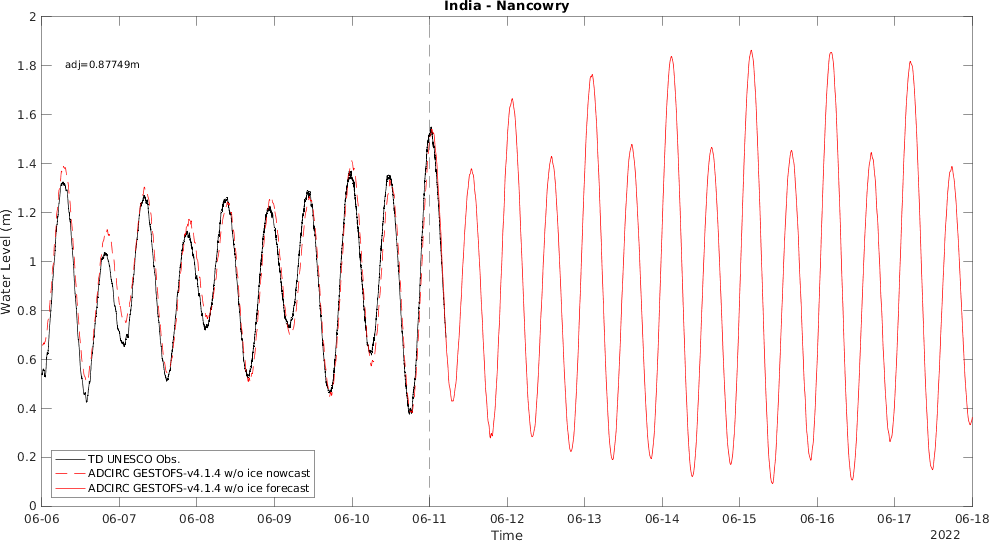 India - Nancowry
2
1.8
1.6
1.4
1.2
1
0.8
0.6
0.4
0.2
0
Water Level (m)
adj=0.87749m
TD UNESCO Obs.
ADCIRC GESTOFS-v4.1.4 w/o ice nowcast
ADCIRC GESTOFS-v4.1.4 w/o ice forecast
06-06 06-07 06-08 06-09 06-10 06-11 06-12 06-13 06-14 06-15 06-16 06-17 06-18
Time
2022